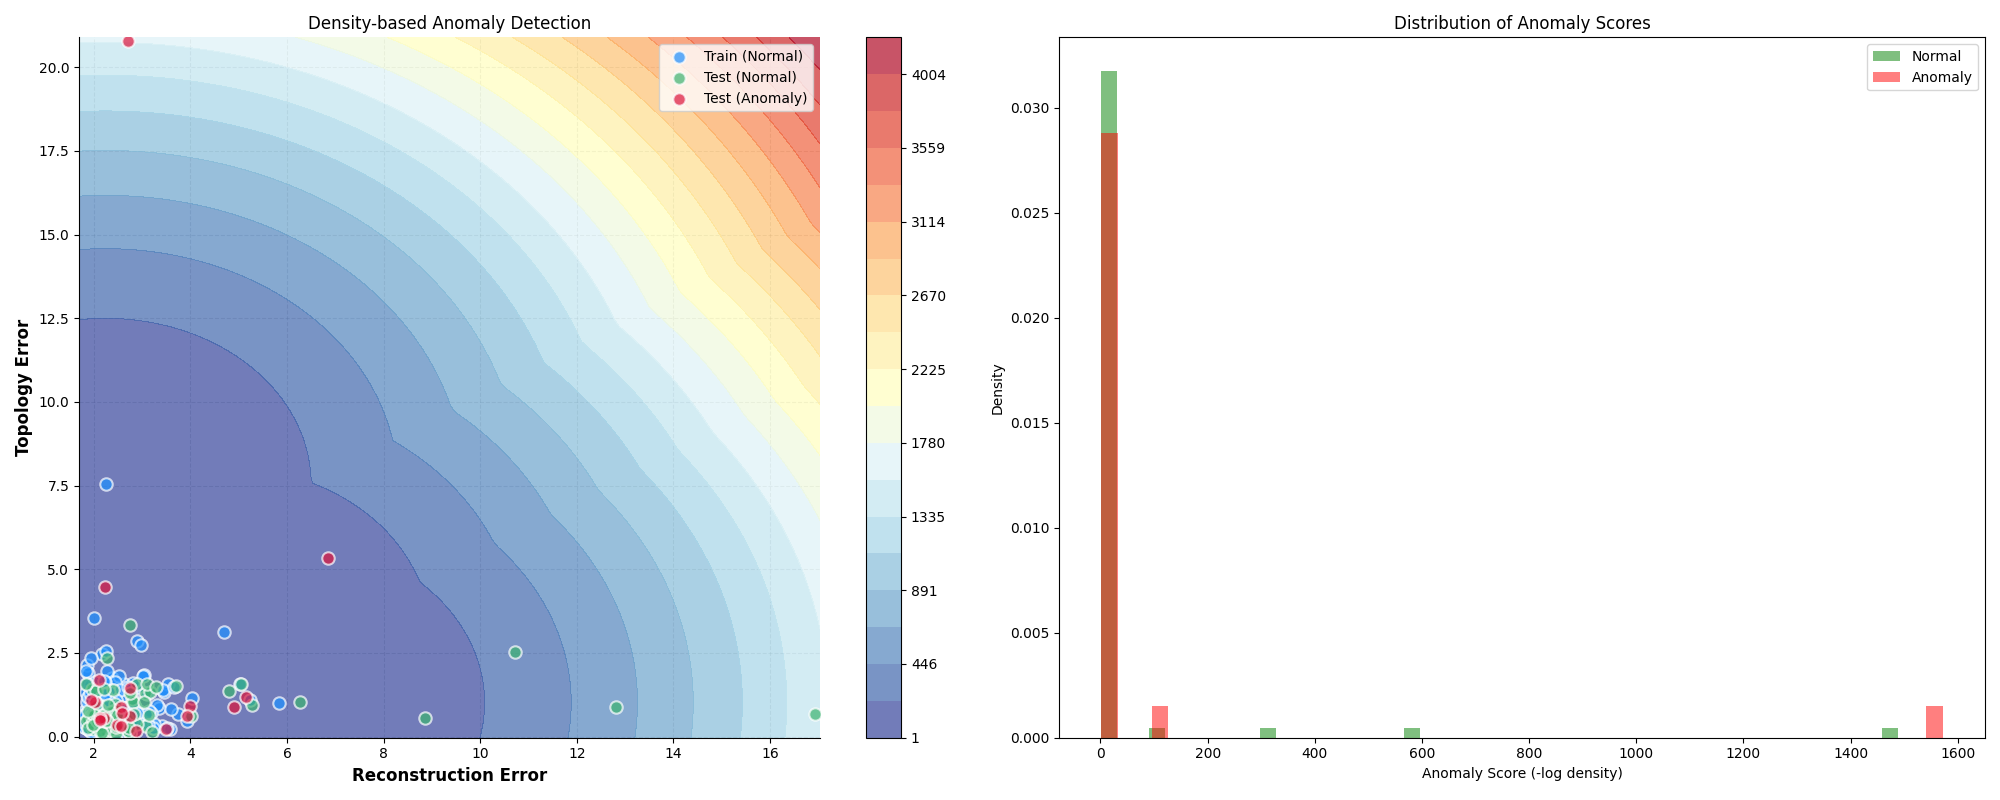 Density-based Anomaly Detection
Train (Normal)
Test (Normal)
Test (Anomaly)
Topology Error
20.0
17.5
15.0
12.5
10.0
7.5
5.0
2.5
0.0
2 4 6 8 10 12 14 16
Reconstruction Error
4004
3559
3114
2670
2225
1780
1335
891
446
1
Distribution of Anomaly Scores
Normal
Anomaly
Density
0.030
0.025
0.020
0.015
0.010
0.005
0.000
0 200 400 600 800 1000 1200 1400 1600
Anomaly Score (-log density)